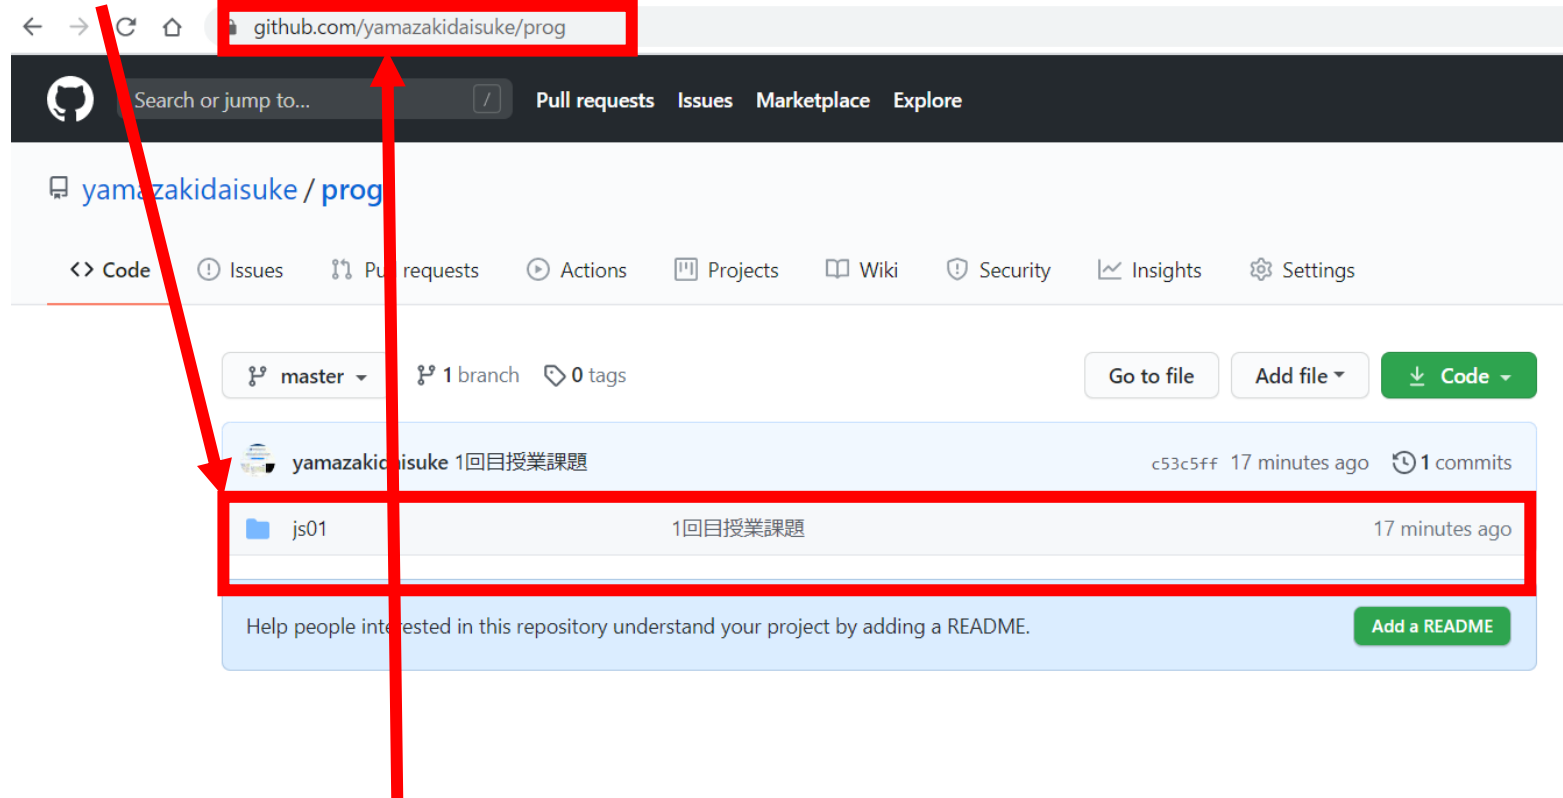 github.com/yamazakidaisuke/prog
Search or jump to... /
Pull requests Issues Marketplace Explore
yamazakidaisuke / prog
<> Code Issues Pull requests Actions Projects Wiki Security Insights Settings
master 1 branch 0 tags Go to file Add file Code
yamazakidaisuke 1回目授業課題 c53c5ff 17 minutes ago 1 commits
js01 1回目授業課題 17 minutes ago
Help people interested in this repository understand your project by adding a README. Add a README